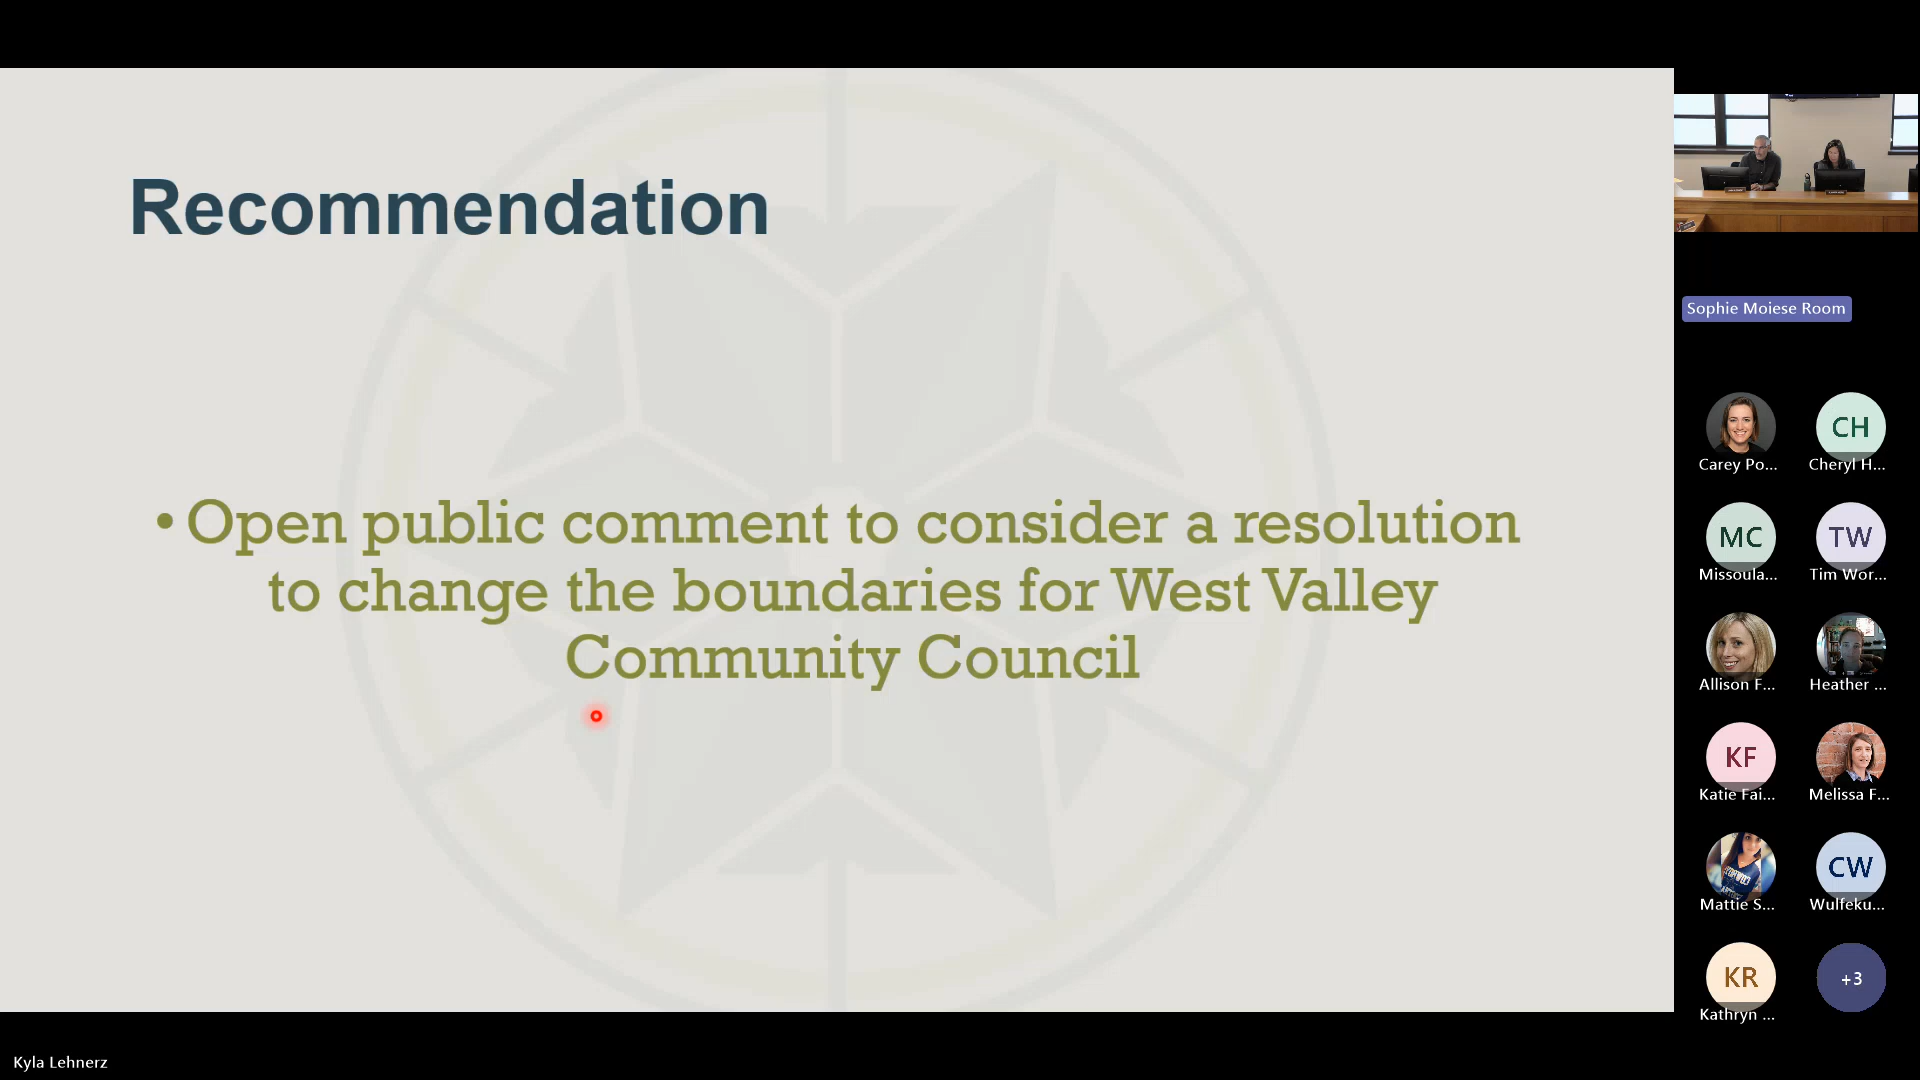 Recommendation
• Open public comment to consider a resolution
to change the boundaries for West Valley
Community Council
Sophie Moiese Room
Carey Po...
CH
Cheryl H...
MC
Missoula...
TW
Tim Wor...
Allison F...
Heather ...
KF
Katie Fai...
Melissa F...
Mattie S...
CW
Wulfeku...
KR
Kathryn ...
+3
Kyla Lehnerz